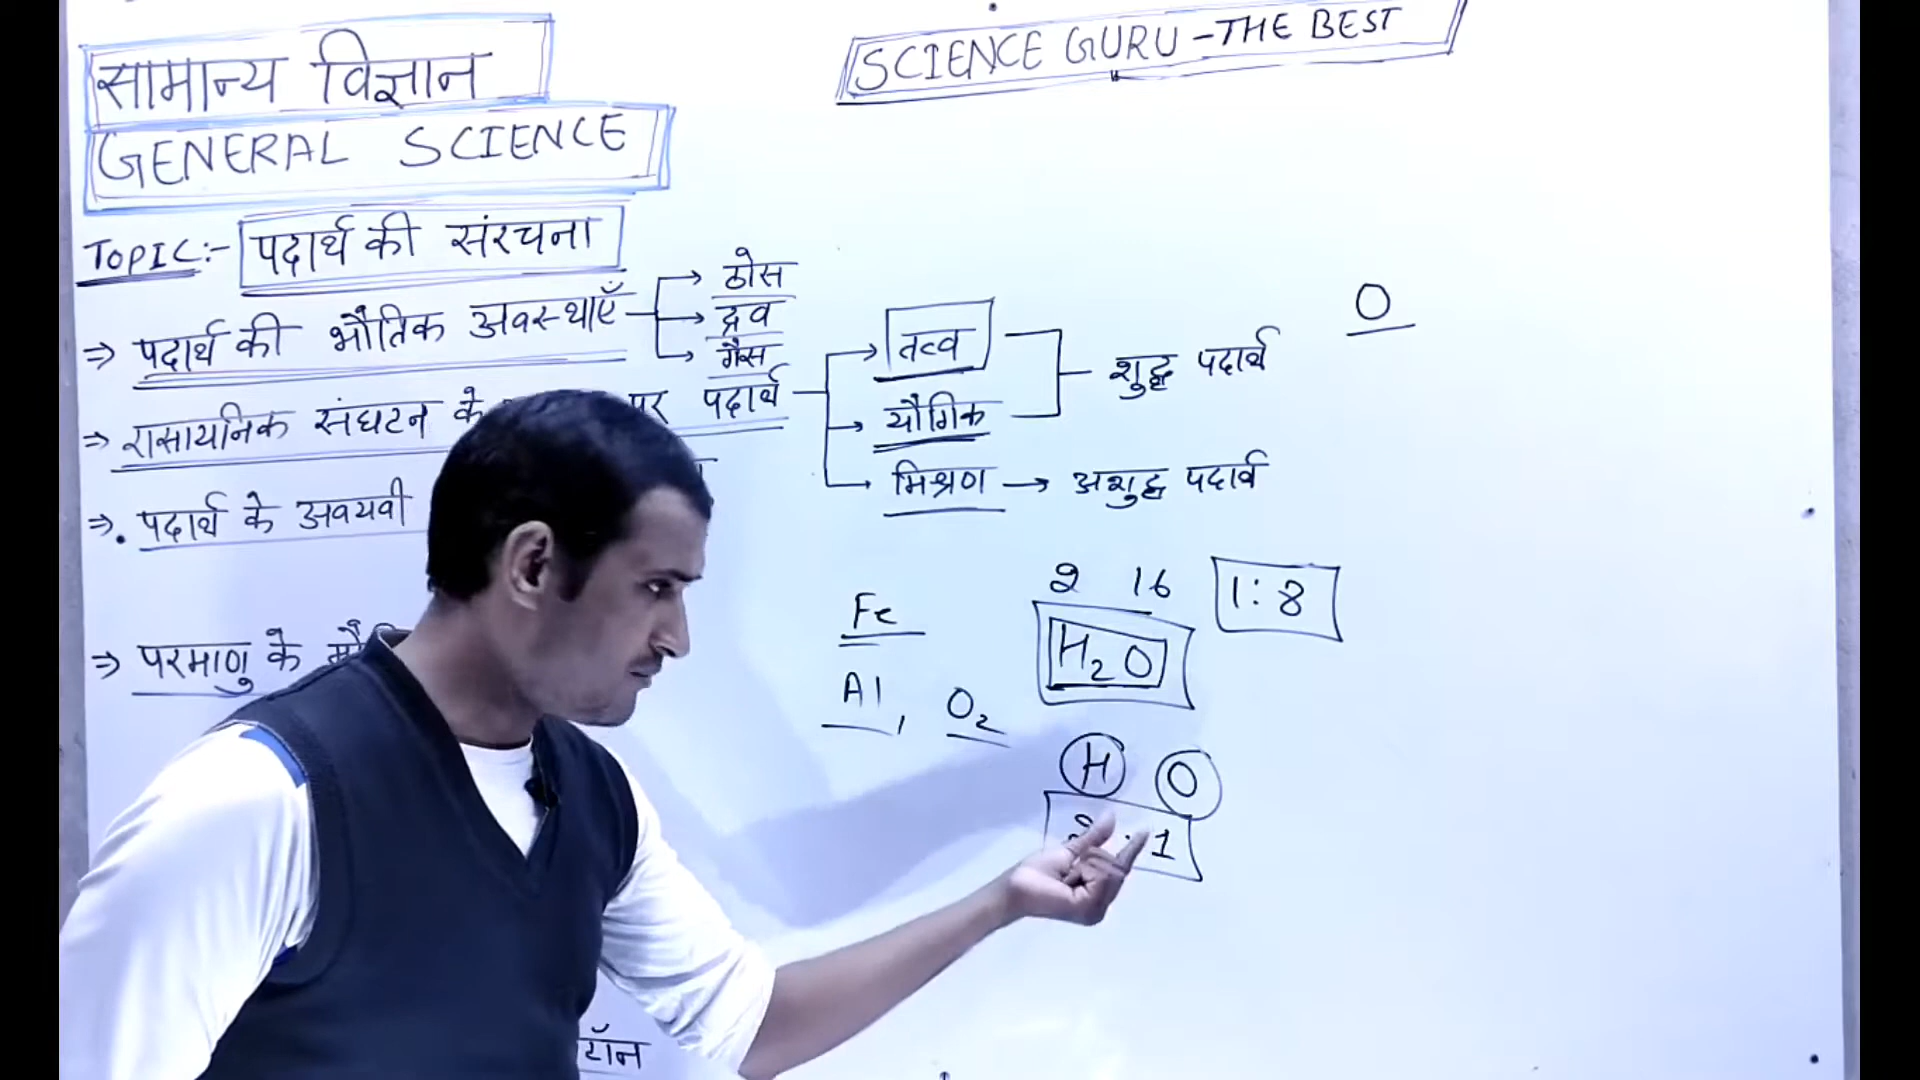 सामान्य विज्ञान
SCIENCE GURU - THE BEST
GENERAL SCIENCE
TOPIC:- पदार्थ की संरचना
⇒ पदार्थ की भौतिक अवस्थाएँ → ठोस
→ द्रव
→ गैस
⇒ रासायनिक संघटन के पर पदार्थ → तत्व
→ यौगिक
शुद्ध पदार्थ
O
→ मिश्रण → अशुद्ध पदार्थ
⇒ पदार्थ के अवयवी
⇒ परमाणु के
Fe
Al, O2
2 16 1:8
H2O
H O
1
टॉन